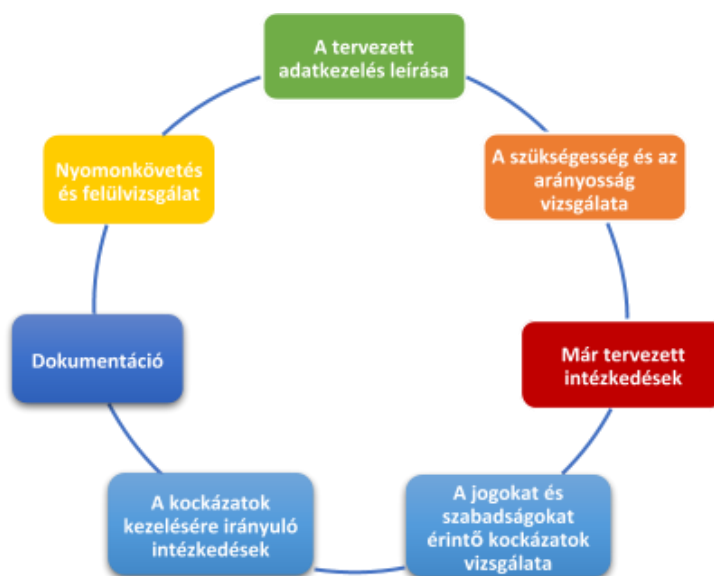 A tervezett
adatkezelés leírása
A szükségesség és az
arányosság
vizsgálata
Már tervezett
intézkedések
A jogokat és
szabadságokat
érintő kockázatok
vizsgálata
A kockázatok
kezelésére irányuló
intézkedések
Dokumentáció
Nyomonkövetés
és felülvizsgálat